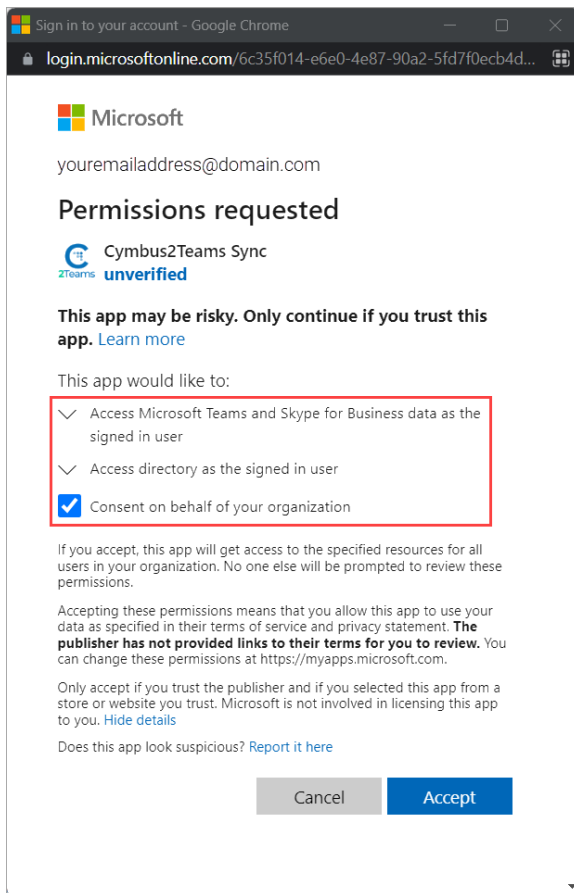 Sign in to your account - Google Chrome
login.microsoftonline.com/6c35f014-e6e0-4e87-90a2-5fd7f0ecb4d...
Microsoft
youremailaddress@domain.com
Permissions requested
Cymbus2Teams Sync
2Teams unverified
This app may be risky. Only continue if you trust this
app. Learn more
This app would like to:
Access Microsoft Teams and Skype for Business data as the
signed in user
Access directory as the signed in user
Consent on behalf of your organization
If you accept, this app will get access to the specified resources for all
users in your organization. No one else will be prompted to review these
permissions.
Accepting these permissions means that you allow this app to use your
data as specified in their terms of service and privacy statement. The
publisher has not provided links to their terms for you to review. You
can change these permissions at https://myapps.microsoft.com.
Only accept if you trust the publisher and if you selected this app from a
store or website you trust. Microsoft is not involved in licensing this app
to you. Hide details
Does this app look suspicious? Report it here
Cancel Accept